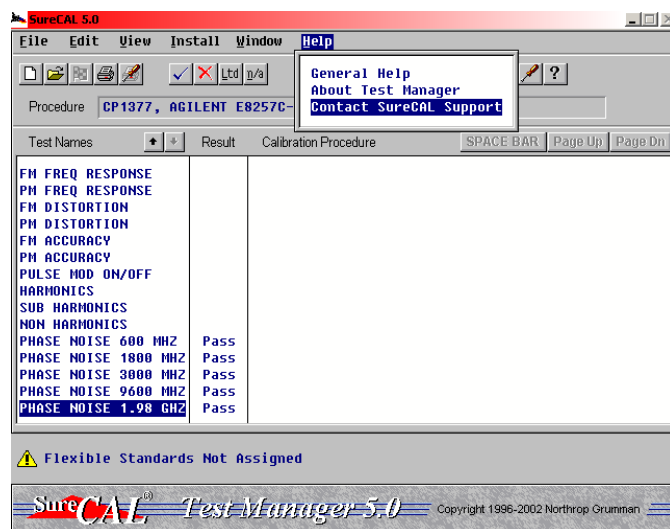 SureCAL 5.0
File Edit View Install Window Help
Ltd n/a ?
General Help
About Test Manager
Contact SureCAL Support
Procedure CP1377, AGILENT E8257C-
Test Names Result Calibration Procedure SPACE BAR Page Up Page Dn
FM FREQ RESPONSE
PM FREQ RESPONSE
FM DISTORTION
PM DISTORTION
FM ACCURACY
PM ACCURACY
PULSE MOD ON/OFF
HARMONICS
SUB HARMONICS
NON HARMONICS
PHASE NOISE 600 MHZ Pass
PHASE NOISE 1800 MHZ Pass
PHASE NOISE 3000 MHZ Pass
PHASE NOISE 9600 MHZ Pass
PHASE NOISE 1.98 GHZ Pass
Flexible Standards Not Assigned
SureCAL® Test Manager 5.0 Copyright 1996-2002 Northrop Grumman